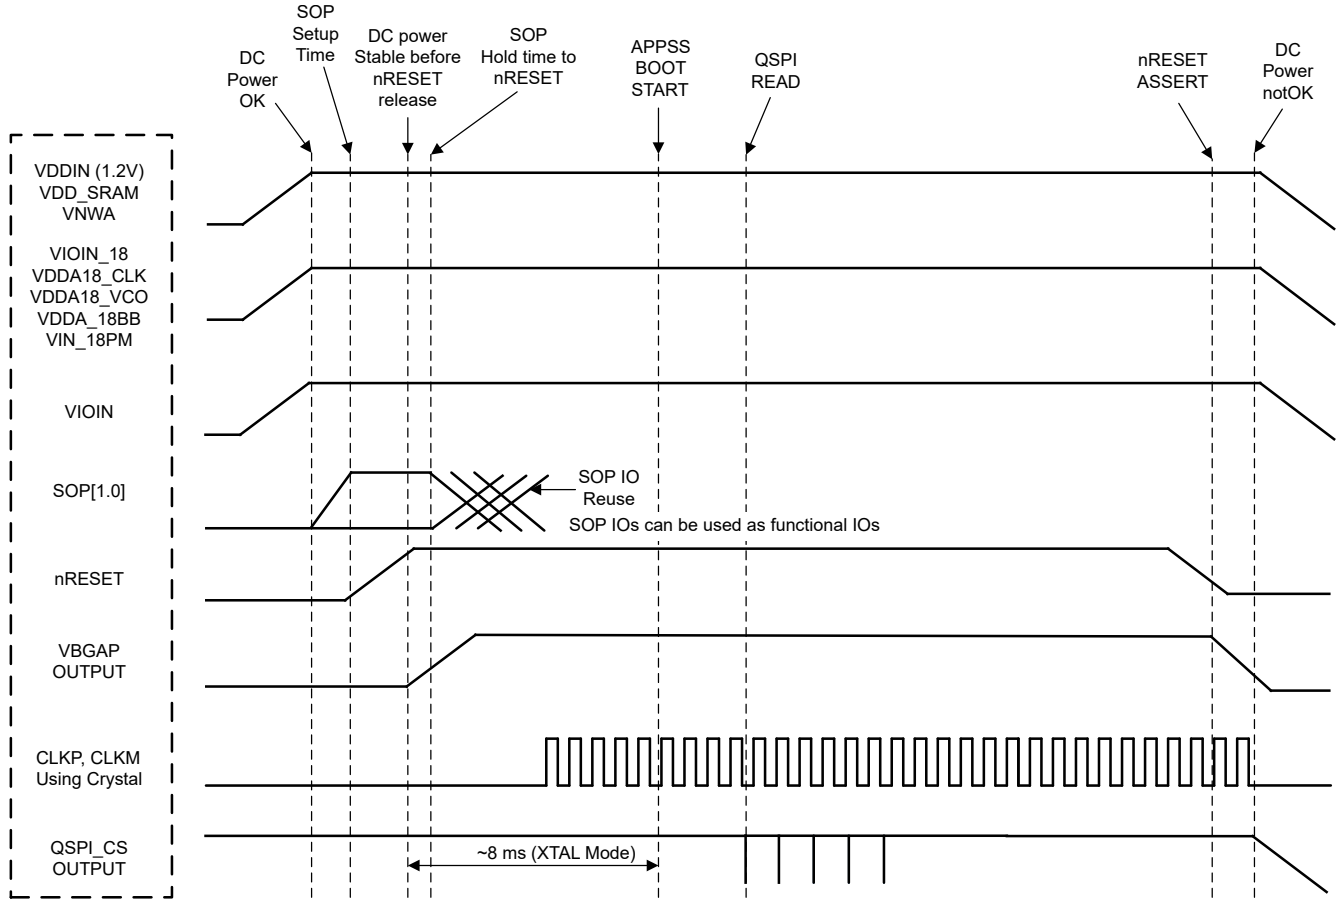 SOP
Setup
Time
DC
Power
OK
DC power
Stable before
nRESET
release
SOP
Hold time to
nRESET
APPSS
BOOT
START
QSPI
READ
nRESET
ASSERT
DC
Power
notOK
VDDIN (1.2V)
VDD_SRAM
VNWA
VIOIN_18
VDDA18_CLK
VDDA18_VCO
VDDA_18BB
VIN_18PM
VIOIN
SOP[1.0]
SOP IO
Reuse
SOP IOs can be used as functional IOs
nRESET
VBGAP
OUTPUT
CLKP, CLKM
Using Crystal
QSPI_CS
OUTPUT
~8 ms (XTAL Mode)